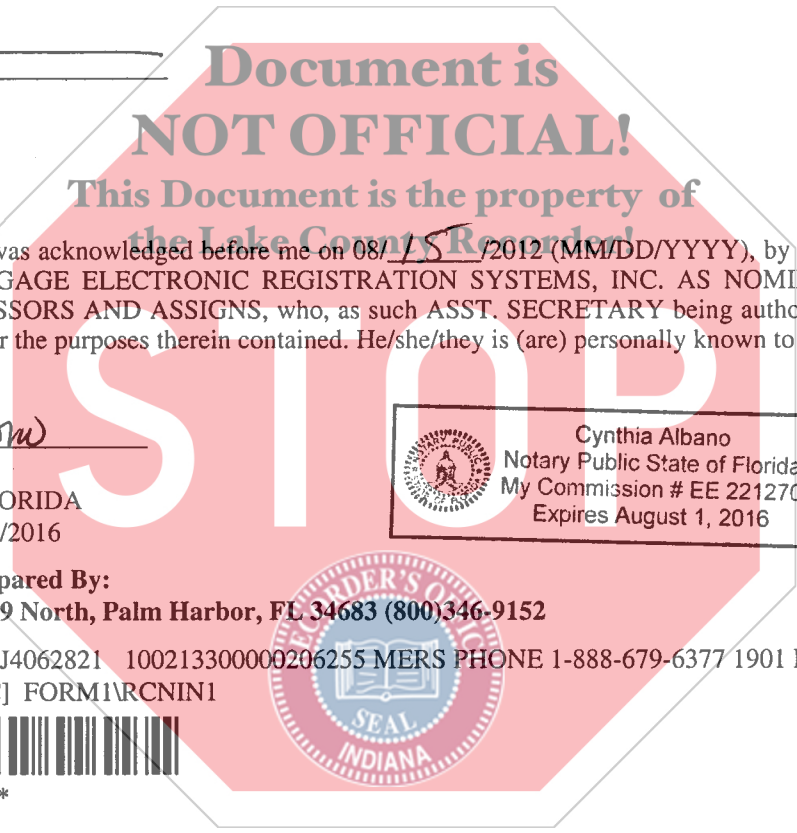 Document is
NOT OFFICIAL!
This Document is the property of
the Lake County Recorder!
was acknowledged before me on 08/ 15 /2012 (MM/DD/YYYY), by
GAGE ELECTRONIC REGISTRATION SYSTEMS, INC. AS NOMI
SSORS AND ASSIGNS, who, as such ASST. SECRETARY being autho
r the purposes therein contained. He/she/they is (are) personally known to
STOP
Cynthia Albano
Notary Public State of Florida
My Commission # EE 221270
Expires August 1, 2016
ORIDA
/2016
pared By:
9 North, Palm Harbor, FL 34683 (800)346-9152
J4062821 100213300000206255 MERS PHONE 1-888-679-6377 1901
] FORM1\RCNIN1
RECORDER'S OFFICE
SEAL
INDIANA
*